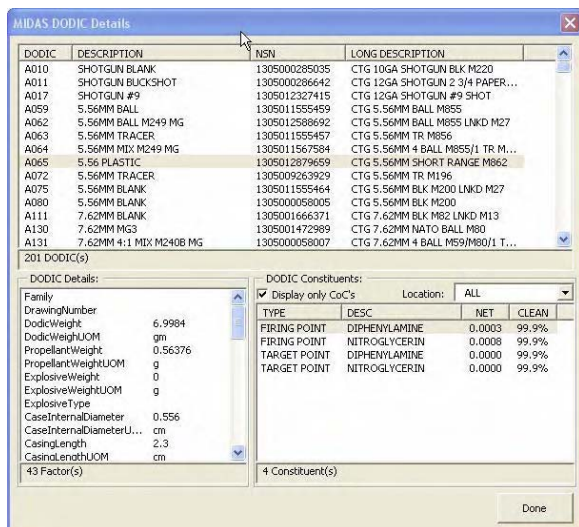 MIDAS DODIC Details
DODIC DESCRIPTION NSN LONG DESCRIPTION
A010 SHOTGUN BLANK 1305000285035 CTG 10GA SHOTGUN BLK M220
A011 SHOTGUN BUCKSHOT 1305000286642 CTG 12GA SHOTGUN 2 3/4 PAPER...
A017 SHOTGUN #9 1305012327415 CTG 12GA SHOTGUN #9 SHOT
A059 5.56MM BALL 1305011555459 CTG 5.56MM BALL M855
A062 5.56MM BALL M249 MG 1305012588692 CTG 5.56MM BALL M855 LNKD M27
A063 5.56MM TRACER 1305011555457 CTG 5.56MM TR M856
A064 5.56MM MIX M249 MG 1305011567584 CTG 5.56MM 4 BALL M855/1 TR M...
A065 5.56 PLASTIC 1305012879659 CTG 5.56MM SHORT RANGE M862
A072 5.56MM TRACER 1305009263929 CTG 5.56MM TR M196
A075 5.56MM BLANK 1305011555464 CTG 5.56MM BLK M200 LNKD M27
A080 5.56MM BLANK 1305000058005 CTG 5.56MM BLK M200
A111 7.62MM BLANK 1305001666371 CTG 7.62MM BLK M82 LNKD M13
A130 7.62MM MG3 1305001472989 CTG 7.62MM NATO BALL M80
A131 7.62MM 4:1 MIX M240B MG 1305000058007 CTG 7.62MM 4 BALL M59/M80/1 T...
201 DODIC(s)
DODIC Details:
Family
DrawingNumber
DodicWeight 6.9984
DodicWeighUOM gm
PropellantWeight 0.56376
PropellantWeightUOM g
ExplosiveWeight 0
ExplosiveWeightUOM g
ExplosiveType
CaseInternalDiameter 0.556
CaseInternalDiameterU... cm
CasingLength 2.3
CasingLengthUOM cm
43 Factor(s)
DODIC Constituents:
Display only CoC's Location: ALL
TYPE DESC NET CLEAN
FIRING POINT DIPHENYLAMINE 0.0003 99.9%
FIRING POINT NITROGLYCERIN 0.0008 99.9%
TARGET POINT DIPHENYLAMINE 0.0000 99.9%
TARGET POINT NITROGLYCERIN 0.0000 99.9%
4 Constituent(s)
Done